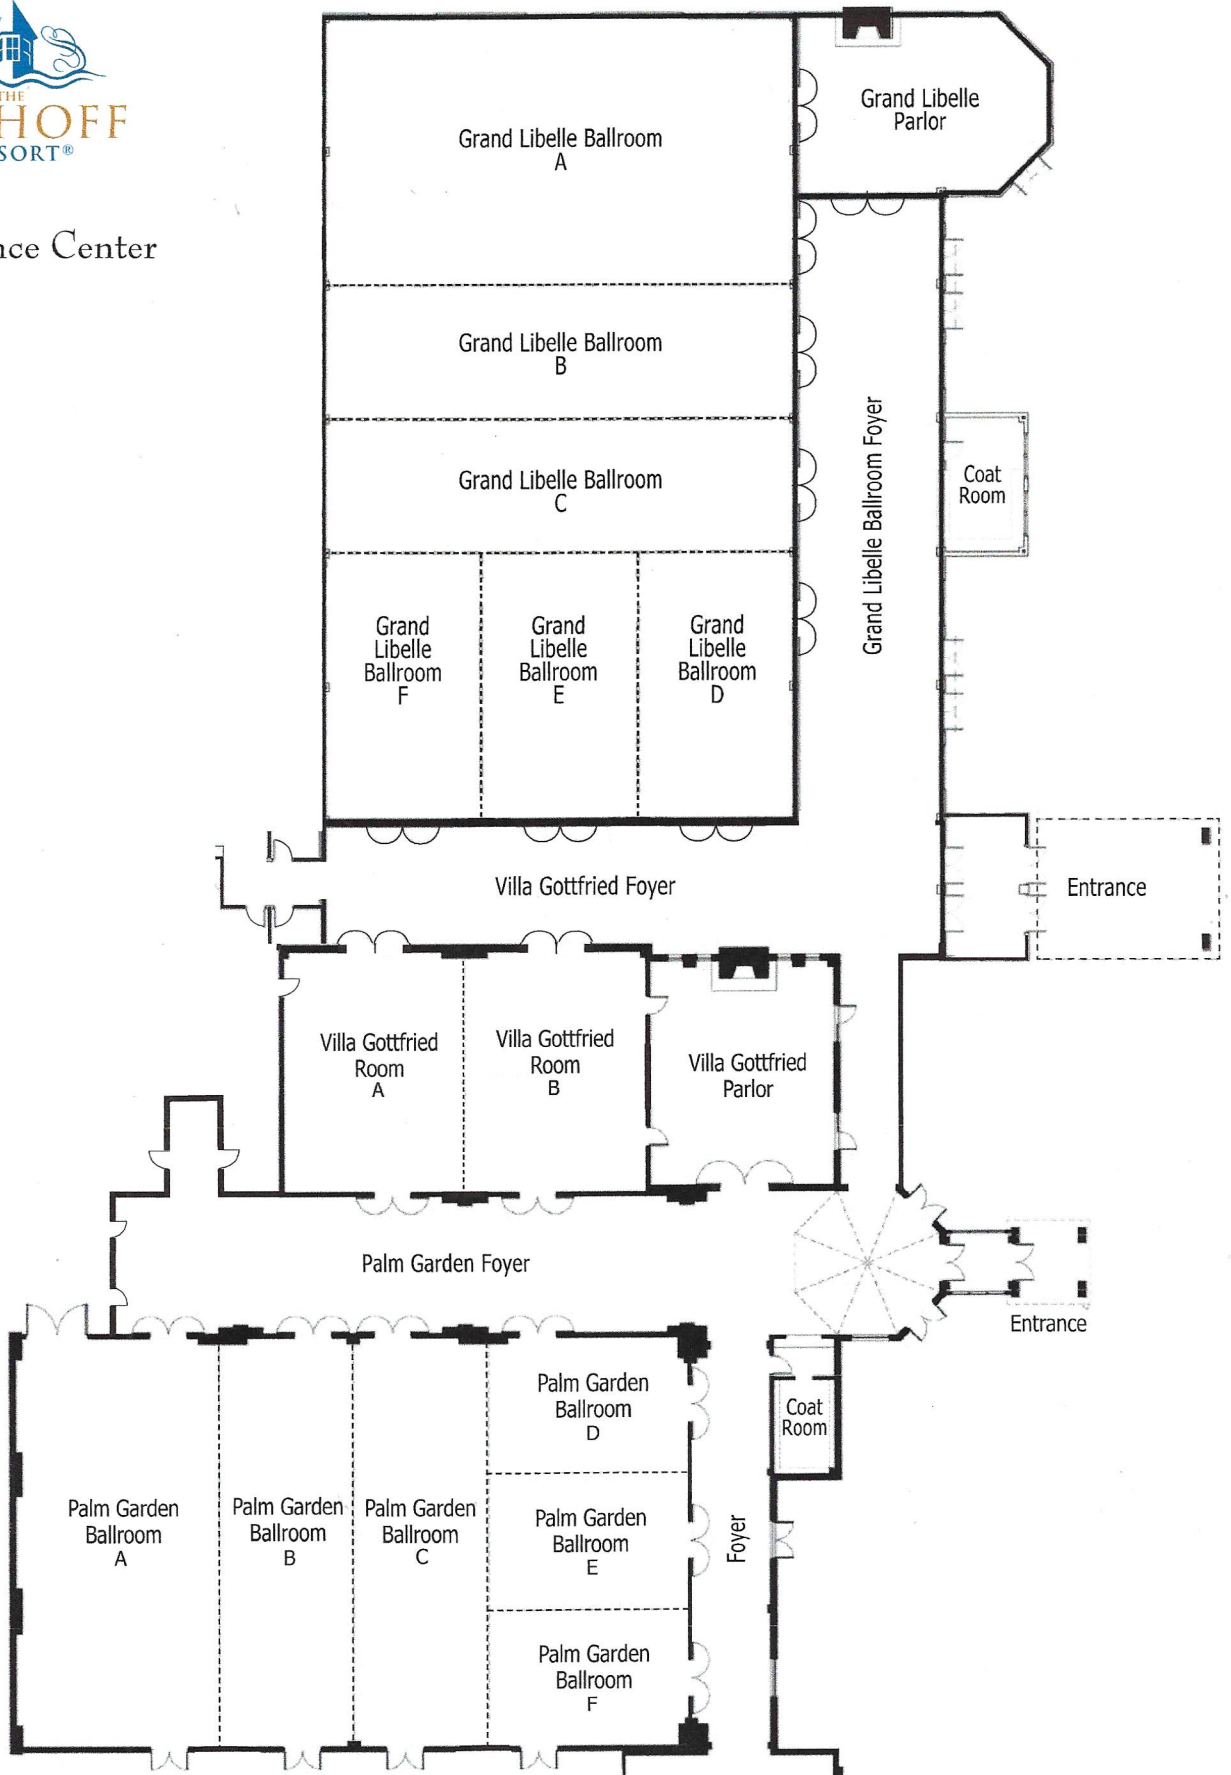 THE
HOFF
SORT®
nce Center
Grand Libelle Ballroom
A
Grand Libelle
Parlor
Grand Libelle Ballroom
B
Grand Libelle Ballroom
C
Grand Libelle Ballroom Foyer
Coat
Room
Grand
Libelle
Ballroom
F
Grand
Libelle
Ballroom
E
Grand
Libelle
Ballroom
D
Villa Gottfried Foyer
Entrance
Villa Gottfried
Room
A
Villa Gottfried
Room
B
Villa Gottfried
Parlor
Palm Garden Foyer
Entrance
Palm Garden
Ballroom
A
Palm Garden
Ballroom
B
Palm Garden
Ballroom
C
Palm Garden
Ballroom
D
Palm Garden
Ballroom
E
Palm Garden
Ballroom
F
Foyer
Coat
Room